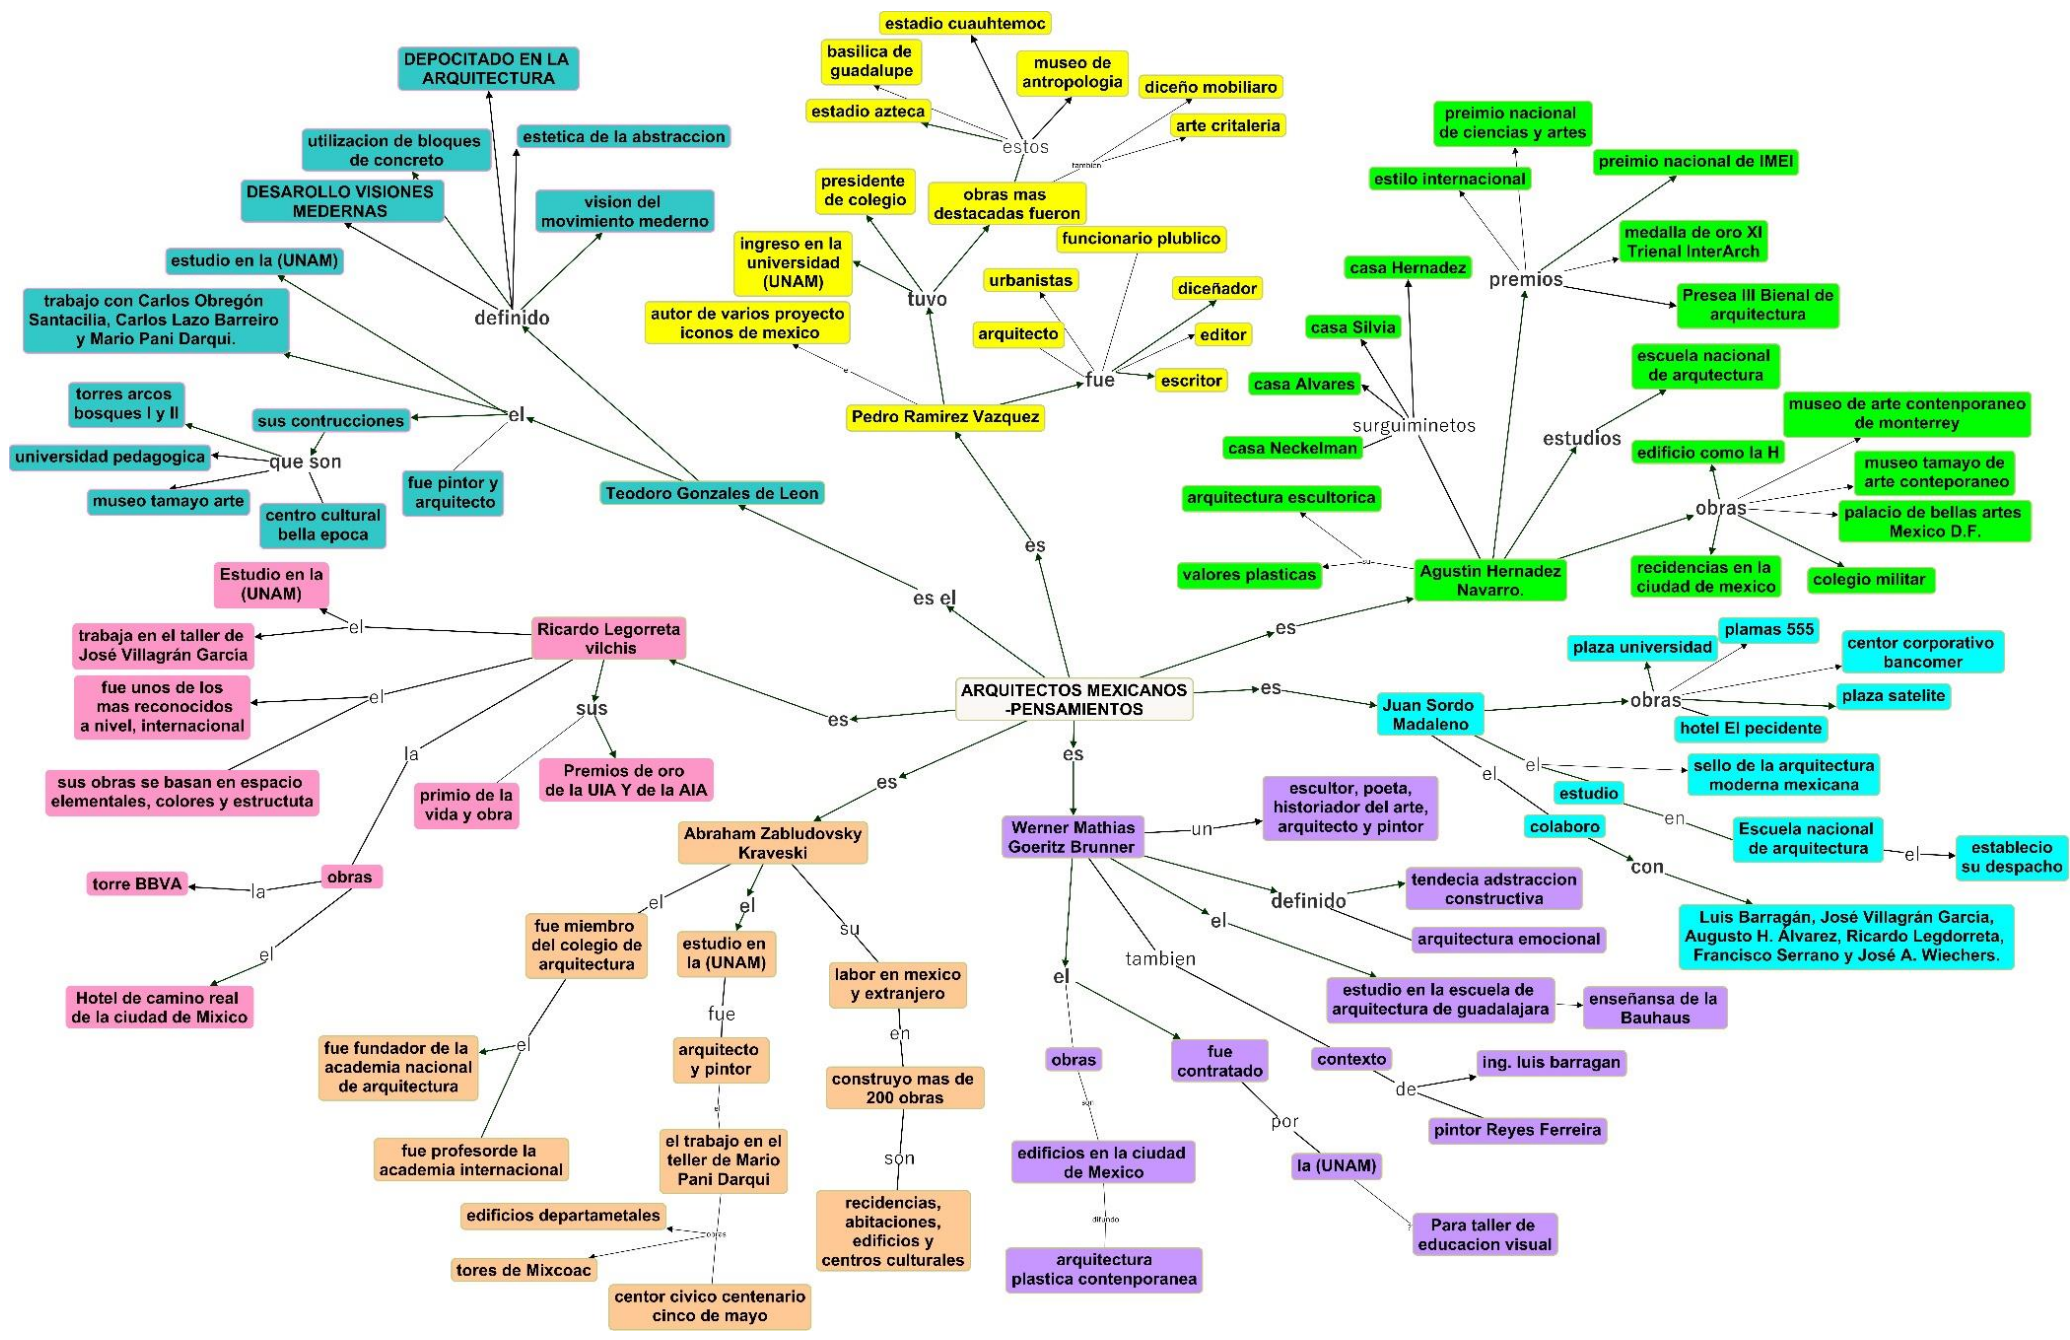 estadio cuauhtemoc
basilica de
guadalupe
museo de
antropologia
estadio azteca
diceño mobiliaro
arte critaleria
estos
tambien
presidente
de colegio
obras mas
destacadas fueron
ingreso en la
universidad
(UNAM)
tuvo
funcionario plublico
urbanistas
diceñador
autor de varios proyecto
iconos de mexico
arquitecto
editor
fue
escritor
Pedro Ramirez Vazquez
es
DEPOCITADO EN LA
ARQUITECTURA
utilizacion de bloques
de concreto
estetica de la abstraccion
DESAROLLO VISIONES
MEDERNAS
vision del
movimiento mederno
definido
estudio en la (UNAM)
trabajo con Carlos Obregón
Santacilia, Carlos Lazo Barreiro
y Mario Pani Darqui.
torres arcos
bosques I y II
sus contrucciones
el
universidad pedagogica
que son
museo tamayo arte
centro cultural
bella epoca
fue pintor y
arquitecto
Teodoro Gonzales de Leon
es el
preimio nacional
de ciencias y artes
preimio nacional de IMEI
estilo internacional
medalla de oro XI
Trienal InterArch
premios
Presea III Bienal de
arquitectura
casa Hernadez
casa Silvia
casa Alvares
casa Neckelman
surguiminetos
escuela nacional
de arqutectura
estudios
museo de arte contenporaneo
de monterrey
edificio como la H
museo tamayo de
arte conteporaneo
obras
palacio de bellas artes
Mexico D.F.
recidencias en la
ciudad de mexico
colegio militar
arquitectura escultorica
su
valores plasticas
Agustin Hernadez
Navarro.
es
Estudio en la
(UNAM)
el
trabaja en el taller de
José Villagrán García
Ricardo Legorreta
vilchis
fue unos de los
mas reconocidos
a nivel, internacional
el
sus obras se basan en espacio
elementales, colores y estructuta
sus
primio de la
vida y obra
Premios de oro
de la UIA Y de la AIA
la
obras
la
torre BBVA
el
Hotel de camino real
de la ciudad de Mixico
es
ARQUITECTOS MEXICANOS
-PENSAMIENTOS
es
Juan Sordo
Madaleno
plaza universidad
plamas 555
centor corporativo
bancomer
obras
plaza satelite
hotel El pecidente
el
sello de la arquitectura
moderna mexicana
estudio
en
Escuela nacional
de arquitectura
el
establecio
su despacho
el
colaboro
con
Luis Barragán, José Villagrán García,
Augusto H. Álvarez, Ricardo Legdorreta,
Francisco Serrano y José A. Wiechers.
es
Abraham Zabludovsky
Kraveski
el
fue miembro
del colegio de
arquitectura
el
fue fundador de la
academia nacional
de arquitectura
fue profesorde la
academia internacional
el
estudio en
la (UNAM)
fue
arquitecto
y pintor
el
el trabajo en el
teller de Mario
Pani Darqui
edificios departametales
obras
tores de Mixcoac
centor civico centenario
cinco de mayo
su
labor en mexico
y extranjero
en
construyo mas de
200 obras
son
recidencias,
abitaciones,
edificios y
centros culturales
es
Werner Mathias
Goeritz Brunner
un
escultor, poeta,
historiador del arte,
arquitecto y pintor
definido
tendecia adstraccion
constructiva
arquitectura emocional
el
estudio en la escuela de
arquitectura de guadalajara
enseñansa de la
Bauhaus
tambien
contexto
de
ing. luis barragan
pintor Reyes Ferreira
el
obras
son
edificios en la ciudad
de Mexico
difundo
arquitectura
plastica contenporanea
fue
contratado
por
la (UNAM)
Para taller de
educacion visual